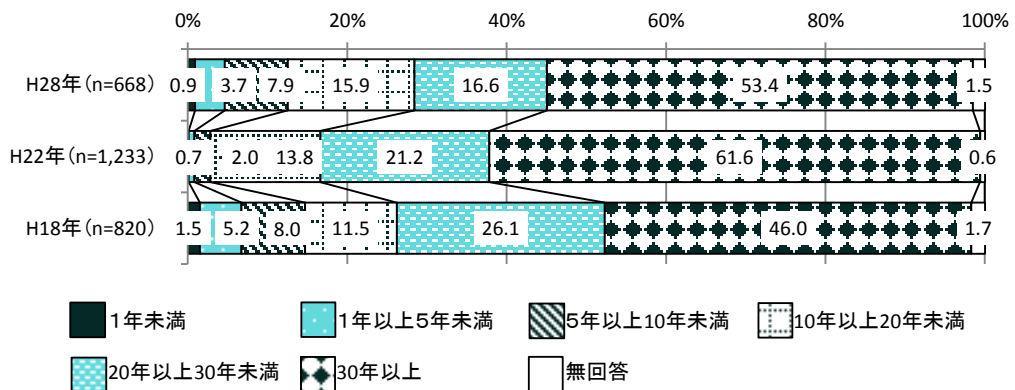 0% 20% 40% 60% 80% 100%
H28年(n=668) 0.9 3.7 7.9 15.9 16.6 53.4 1.5
H22年(n=1,233) 0.7 2.0 13.8 21.2 61.6 0.6
H18年(n=820) 1.5 5.2 8.0 11.5 26.1 46.0 1.7
1年未満 1年以上5年未満 5年以上10年未満 10年以上20年未満
20年以上30年未満 30年以上 無回答